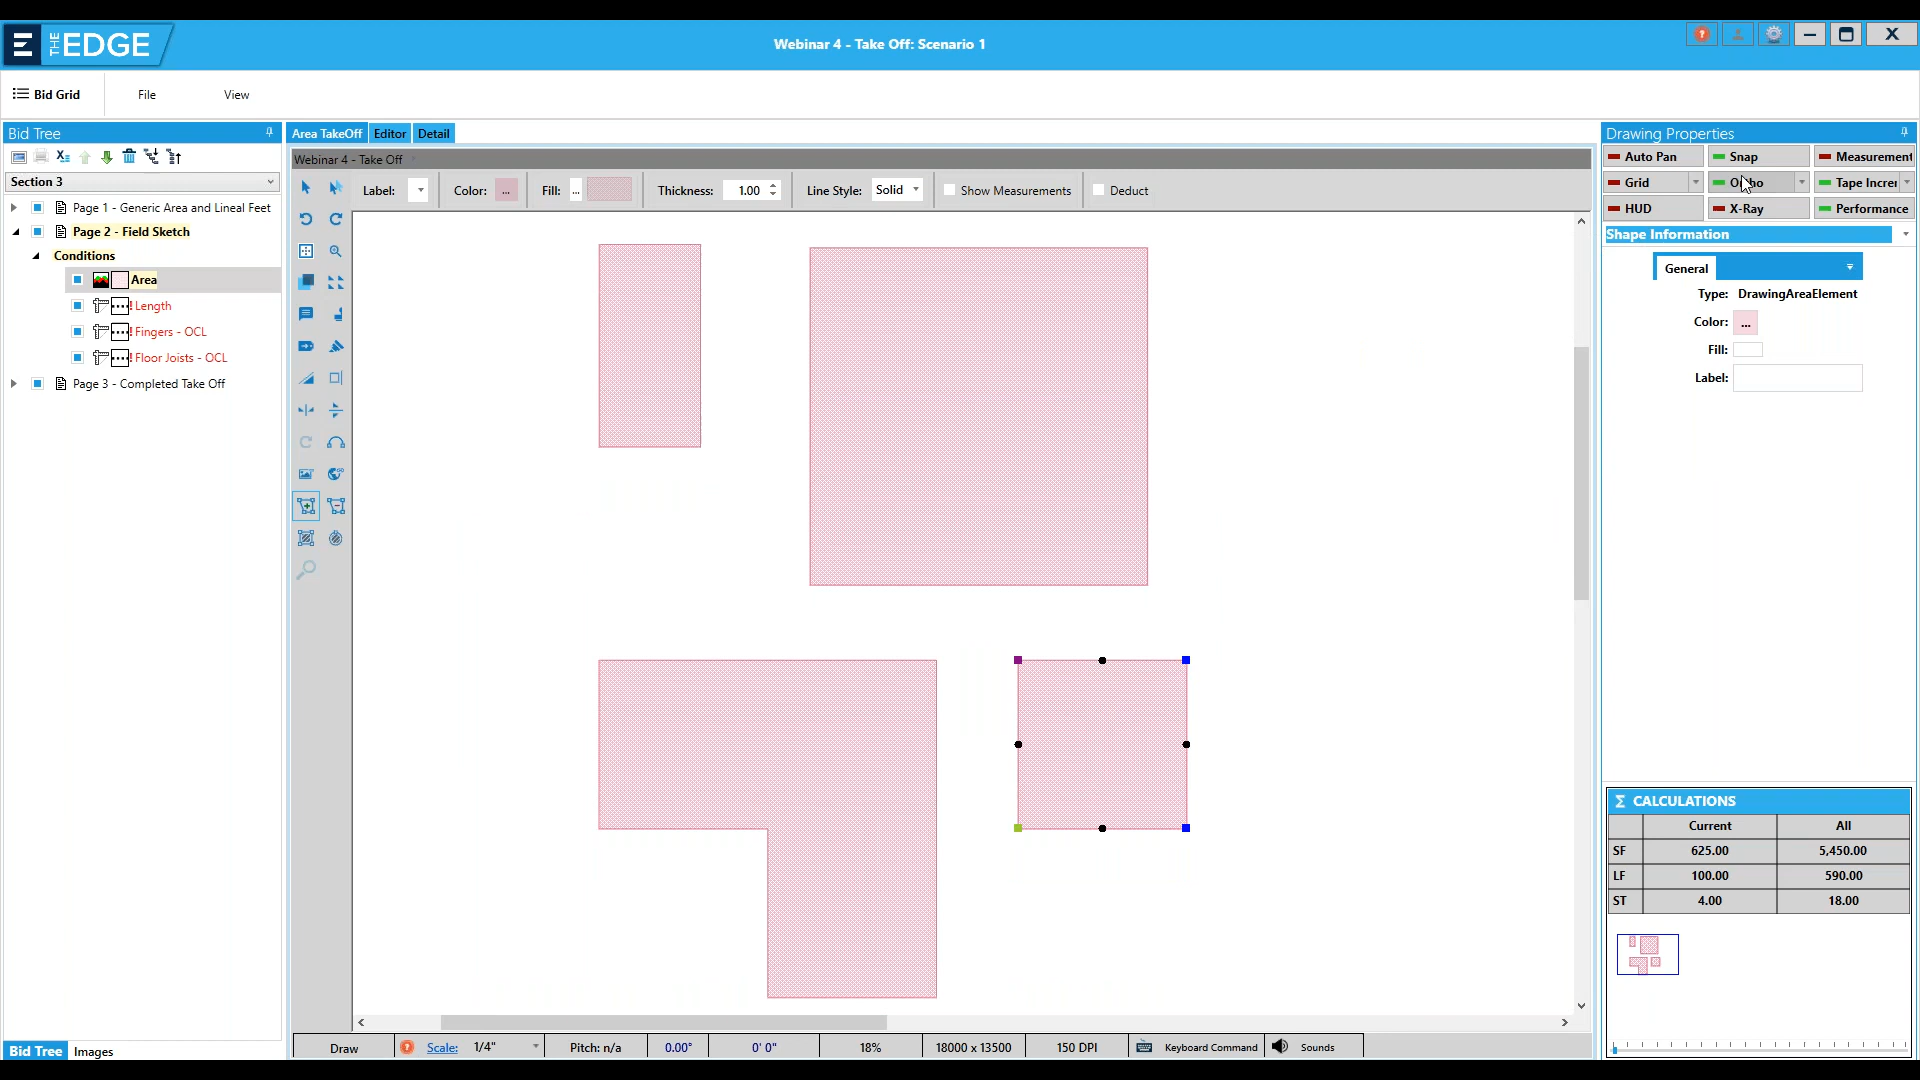 THE EDGE
Webinar 4 - Take Off: Scenario 1
Bid Grid
File
View
Bid Tree
Section 3
Page 1 - Generic Area and Lineal Feet
Page 2 - Field Sketch
Conditions
Area
! Length
! Fingers - OCL
! Floor Joists - OCL
Page 3 - Completed Take Off
Bid Tree Images
Area TakeOff Editor Detail
Webinar 4 - Take Off
Label: Color: ... Fill: ... Thickness: 1.00 Line Style: Solid Show Measurements Deduct
Draw ? Scale: 1/4" Pitch: n/a 0.00° 0' 0" 18% 18000 x 13500 150 DPI Keyboard Command Sounds
Drawing Properties
Auto Pan Snap Measurement
Grid Tape Increr
HUD X-Ray Performance
Shape Information
General
Type: DrawingAreaElement
Color: ...
Fill:
Label:
Σ CALCULATIONS
Current All
SF 625.00 5,450.00
LF 100.00 590.00
ST 4.00 18.00